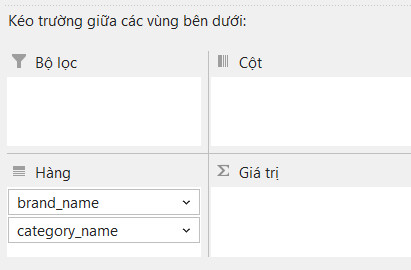 Kéo trường giữa các vùng bên dưới:
Bộ lọc
Cột
Hàng
Giá trị
brand_name
category_name